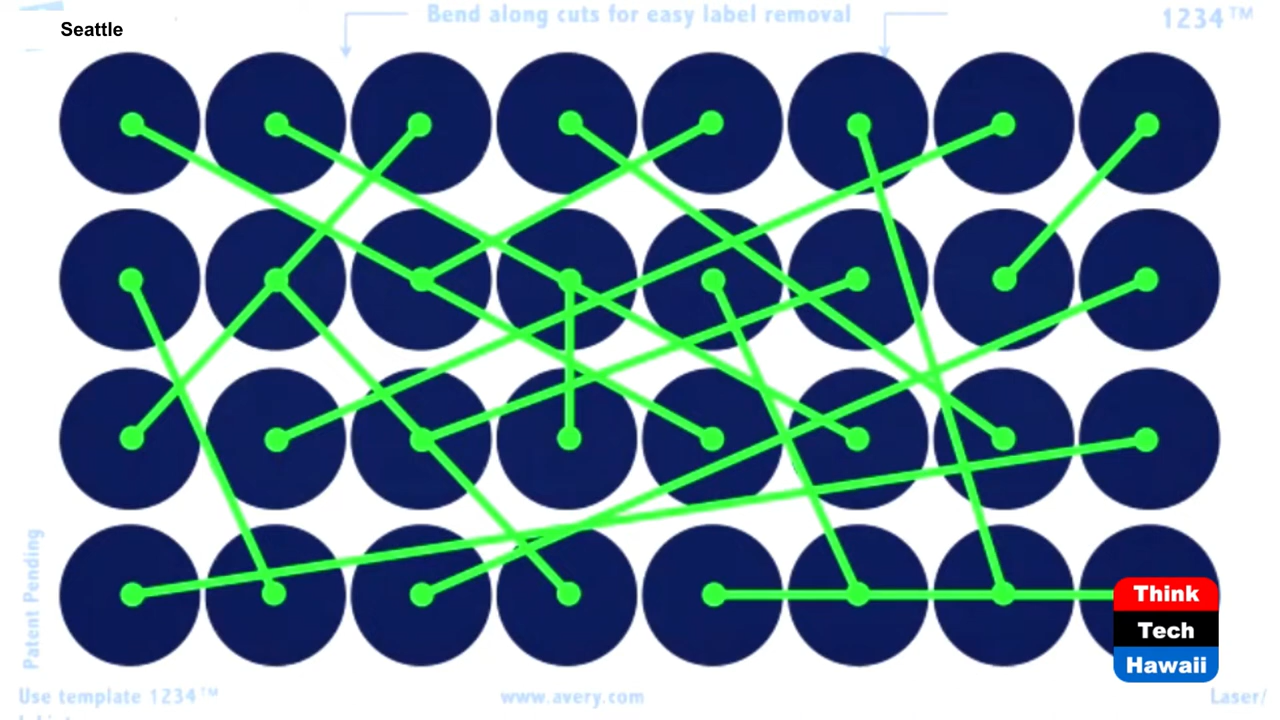 Bend along cuts for easy label removal
1234™
Seattle
Patent Pending
Think
Tech
Hawaii
Use template 1234™
www.avery.com
Laser/